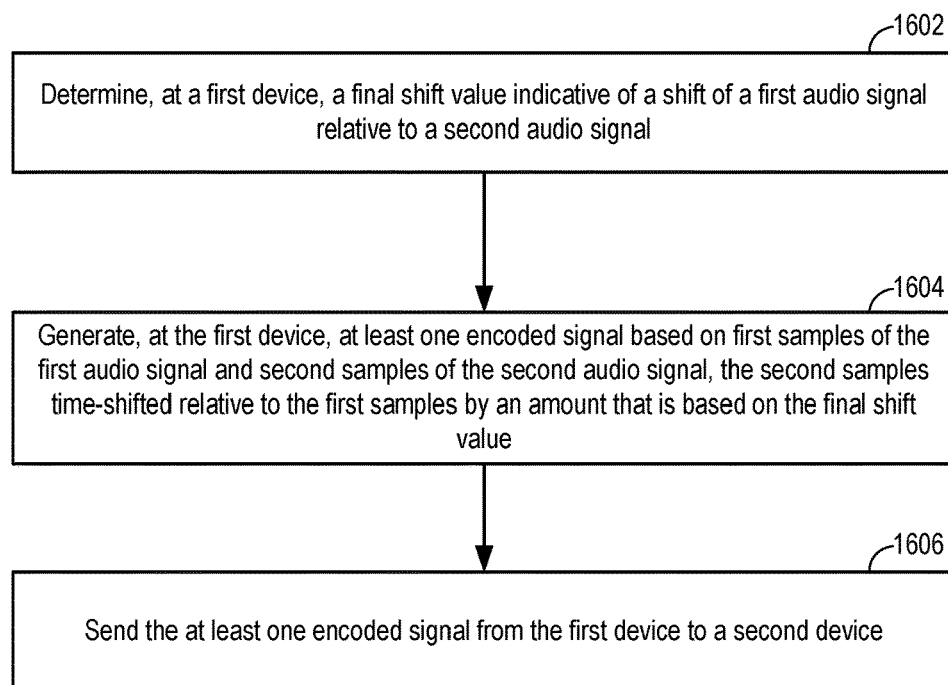 1602
Determine, at a first device, a final shift value indicative of a shift of a first audio signal
relative to a second audio signal
1604
Generate, at the first device, at least one encoded signal based on first samples of the
first audio signal and second samples of the second audio signal, the second samples
time-shifted relative to the first samples by an amount that is based on the final shift
value
1606
Send the at least one encoded signal from the first device to a second device